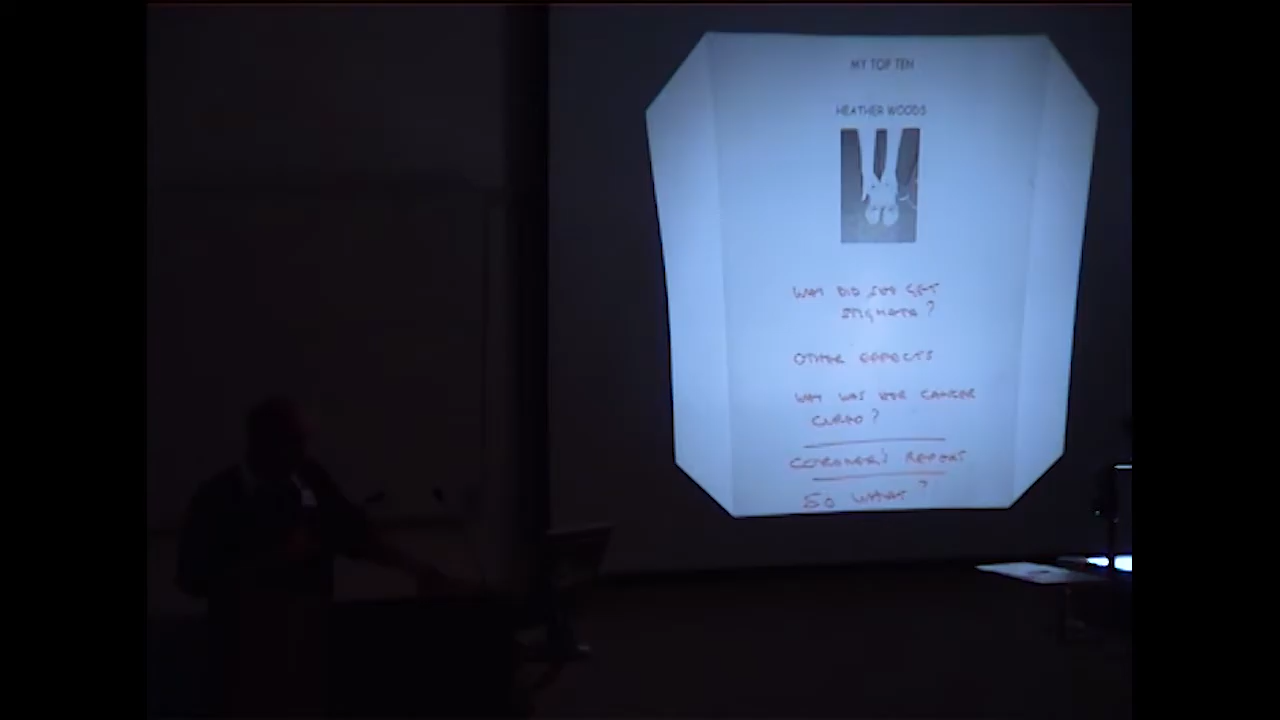 MY TOP TEN
HEATHER WOODS
WHY DID SHE GET
STIGMATA?
OTHER EFFECTS
WHY WAS HER CANCER
CURED?
CORONER'S REPORT
SO WHAT?